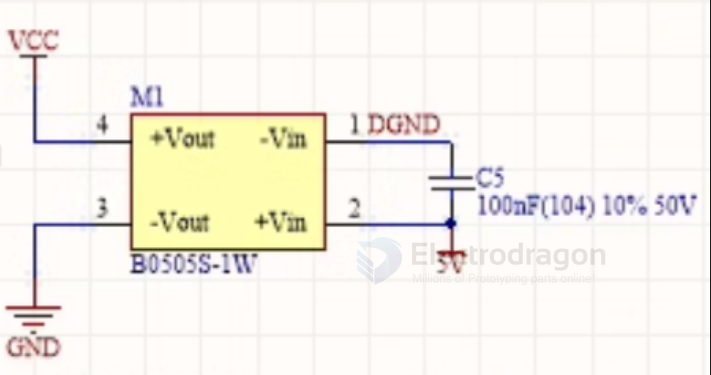 VCC
M1
4
+Vout
-Vin
1
DGND
C5
100nF(104) 10% 50V
3
-Vout
+Vin
2
B0505S-1W
Electrodragon
5V
Millions of Prototyping parts online!
GND